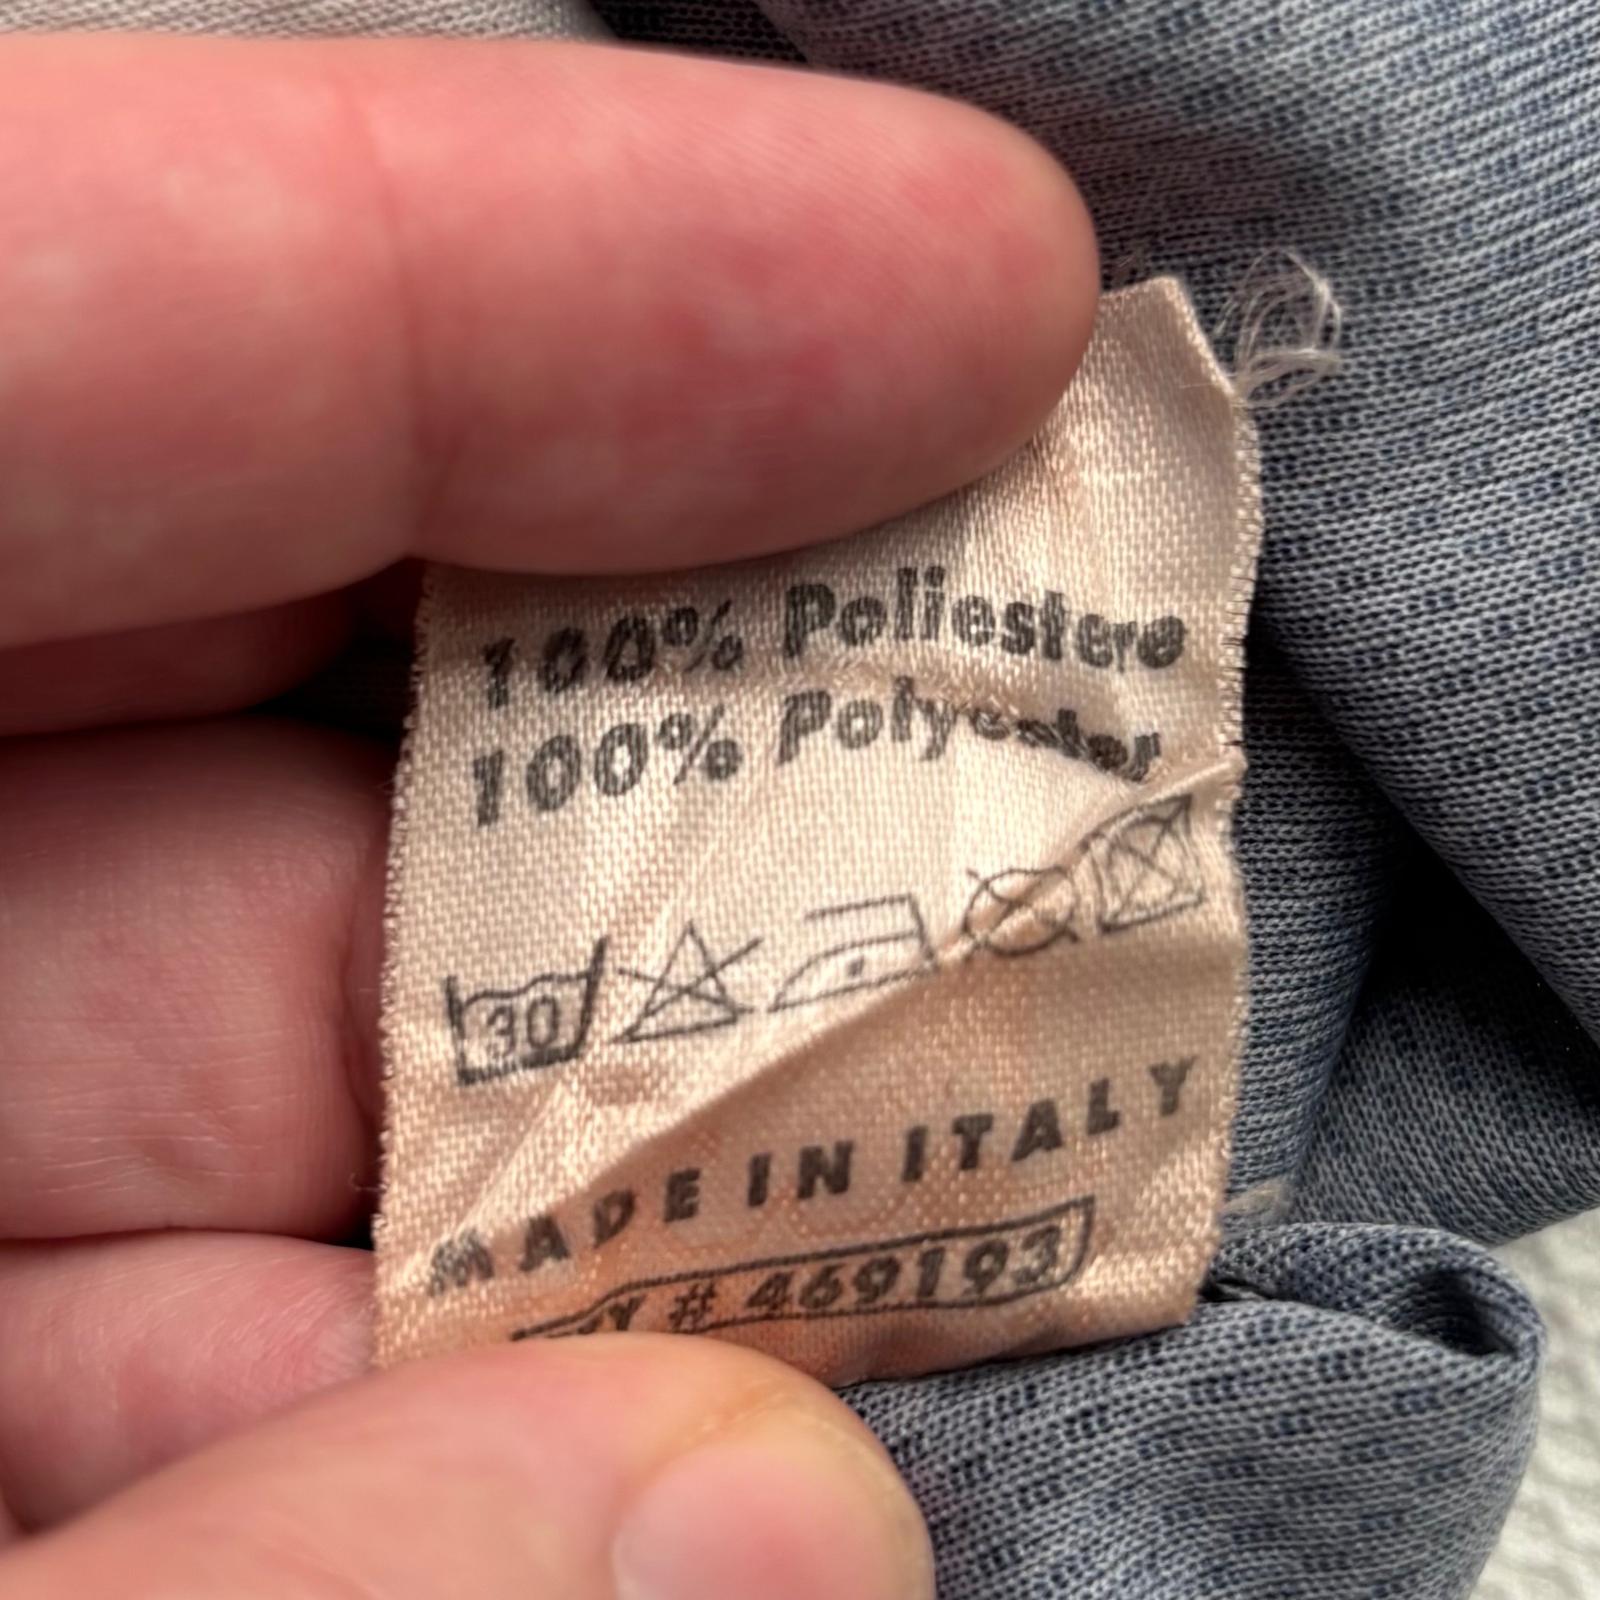 100% Poliestere
100% Polyester
30
MADE IN ITALY
# 469193